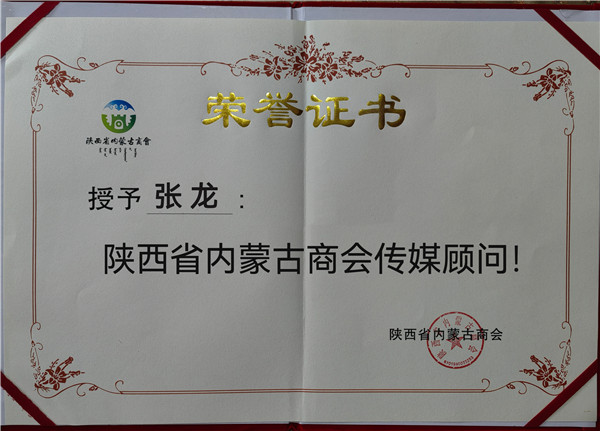 荣誉证书
陕西省内蒙古商會
授予 张龙：
陕西省内蒙古商会传媒顾问！
陕西省内蒙古商会